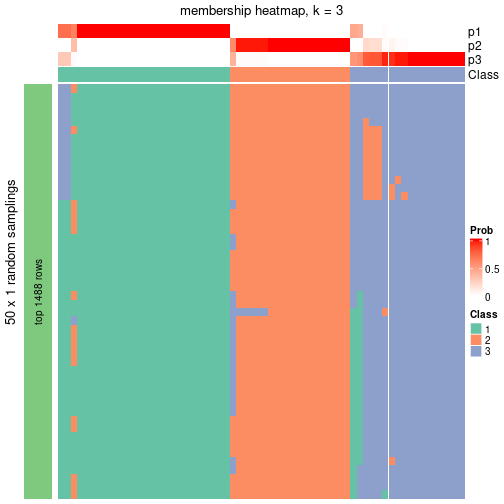 membership heatmap, k = 3
p1
p2
p3
Class
50 x 1 random samplings
top 1488 rows
Prob
1
0.5
0
Class
1
2
3